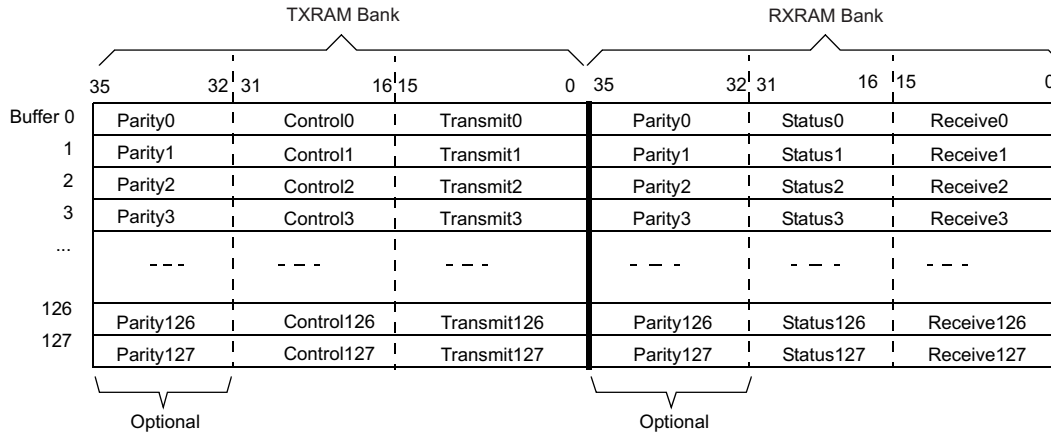 TXRAM Bank RXRAM Bank
35 32 31 16 15 0 35 32 31 16 15 0
Buffer 0 Parity0 Control0 Transmit0 Parity0 Status0 Receive0
1 Parity1 Control1 Transmit1 Parity1 Status1 Receive1
2 Parity2 Control2 Transmit2 Parity2 Status2 Receive2
3 Parity3 Control3 Transmit3 Parity3 Status3 Receive3
...
126 Parity126 Control126 Transmit126 Parity126 Status126 Receive126
127 Parity127 Control127 Transmit127 Parity127 Status127 Receive127
Optional Optional